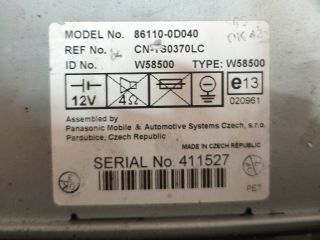 MODEL No. 86110-0D040
REF No. CN-TS0370LC
ID No. W58500 TYPE: W58500
12V 4Ω e13
020961
Assembled by
Panasonic Mobile & Automotive Systems Czech, s.r.o.
Pardubice, Czech Republic
MADE IN CZECH REPUBLIC
SERIAL No. 411527
PET